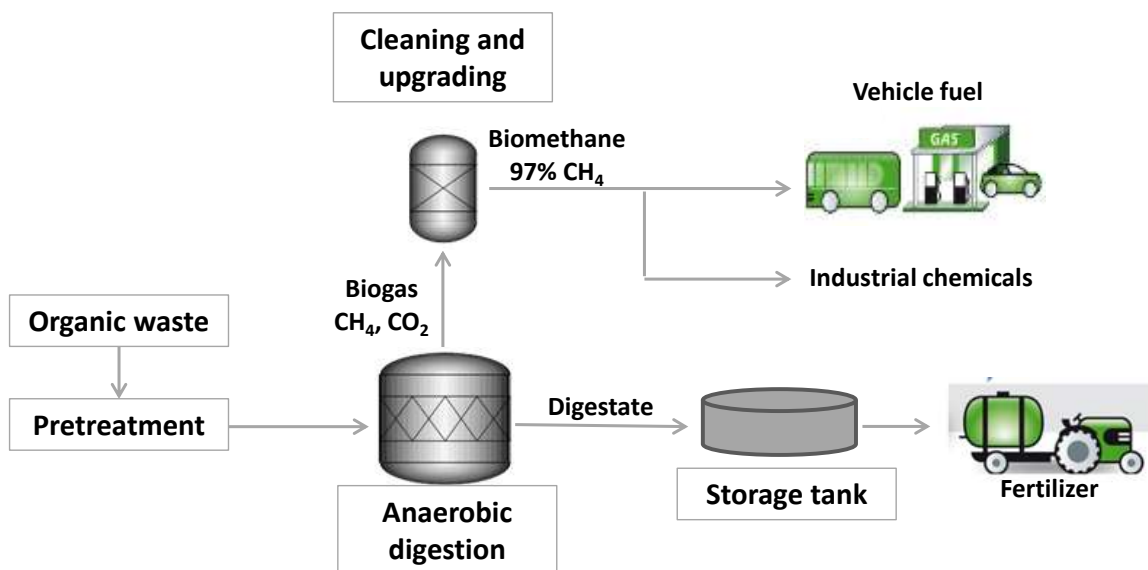 Cleaning and
upgrading
Vehicle fuel
GAS
Biomethane
97% CH₄
Industrial chemicals
Biogas
CH₄, CO₂
Organic waste
Pretreatment
Digestate
Anaerobic
digestion
Storage tank
Fertilizer